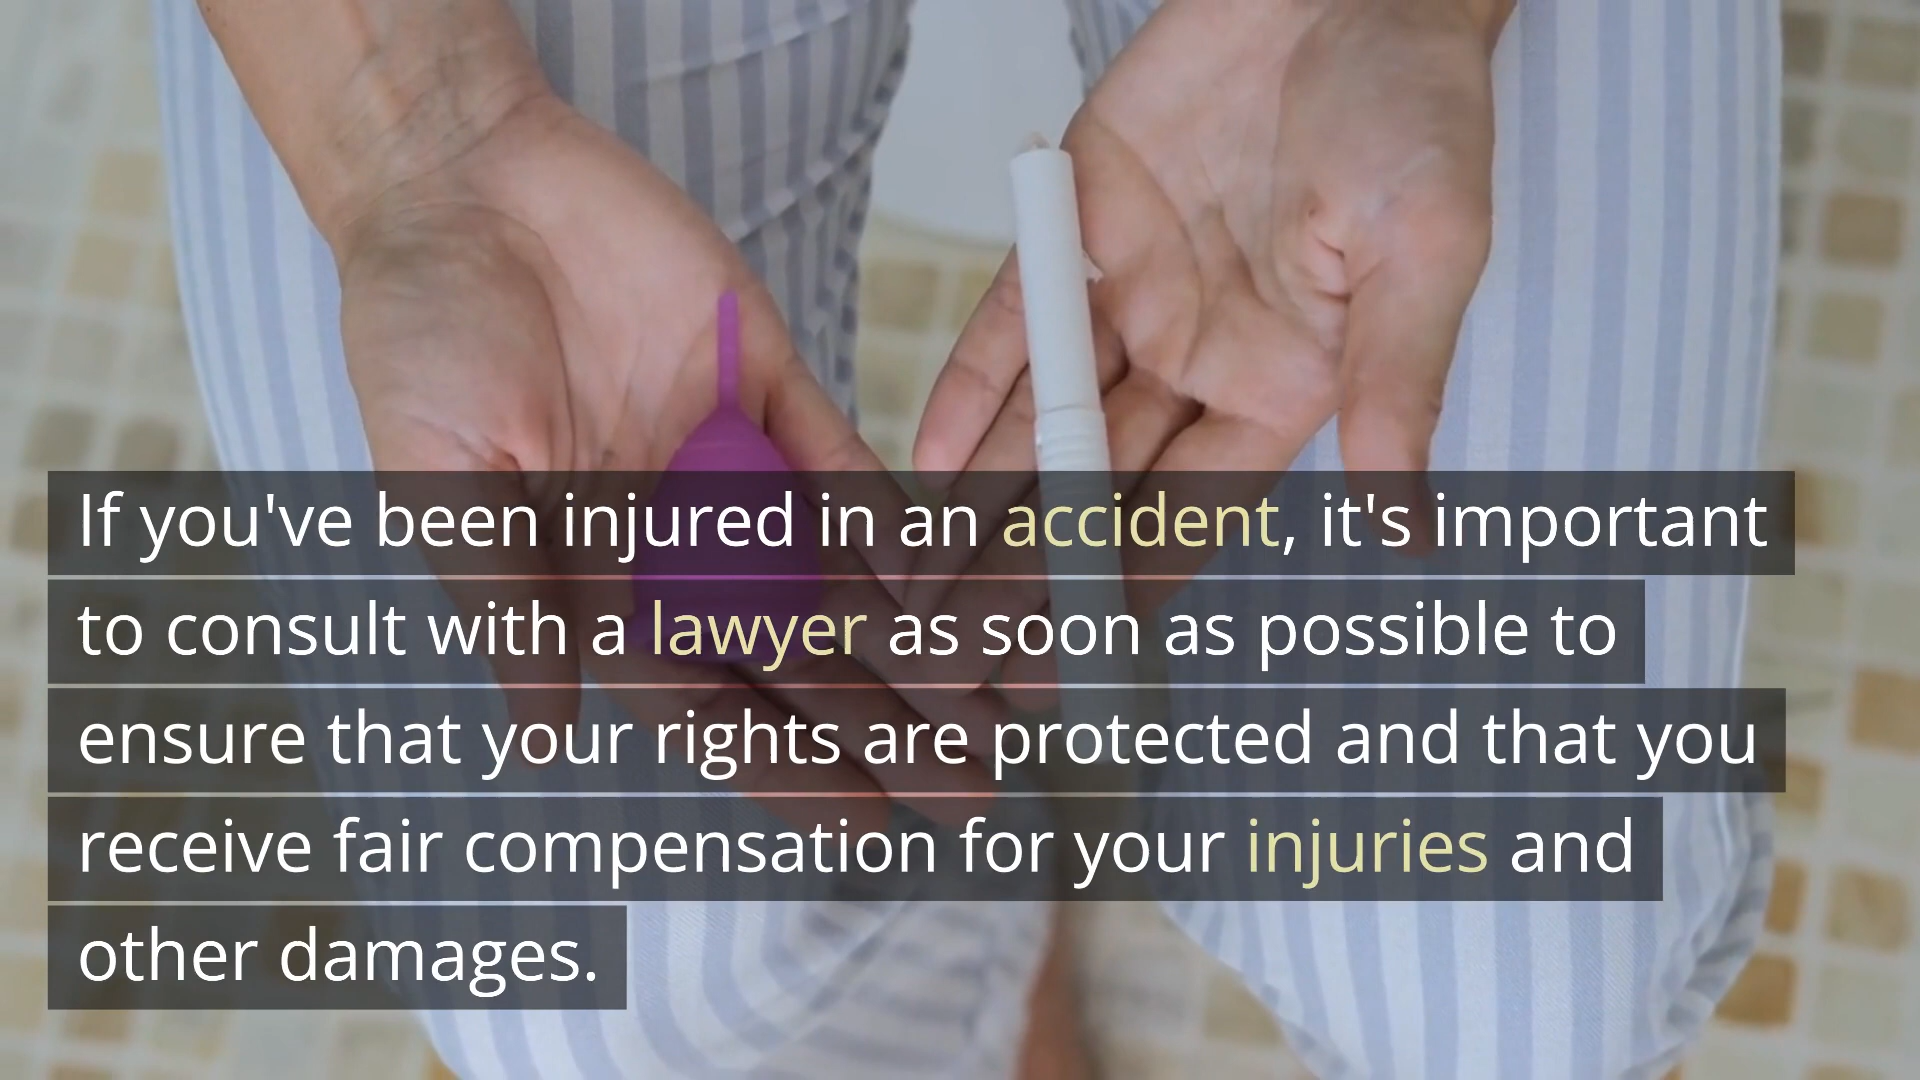 If you've been injured in an accident, it's important
to consult with a lawyer as soon as possible to
ensure that your rights are protected and that you
receive fair compensation for your injuries and
other damages.